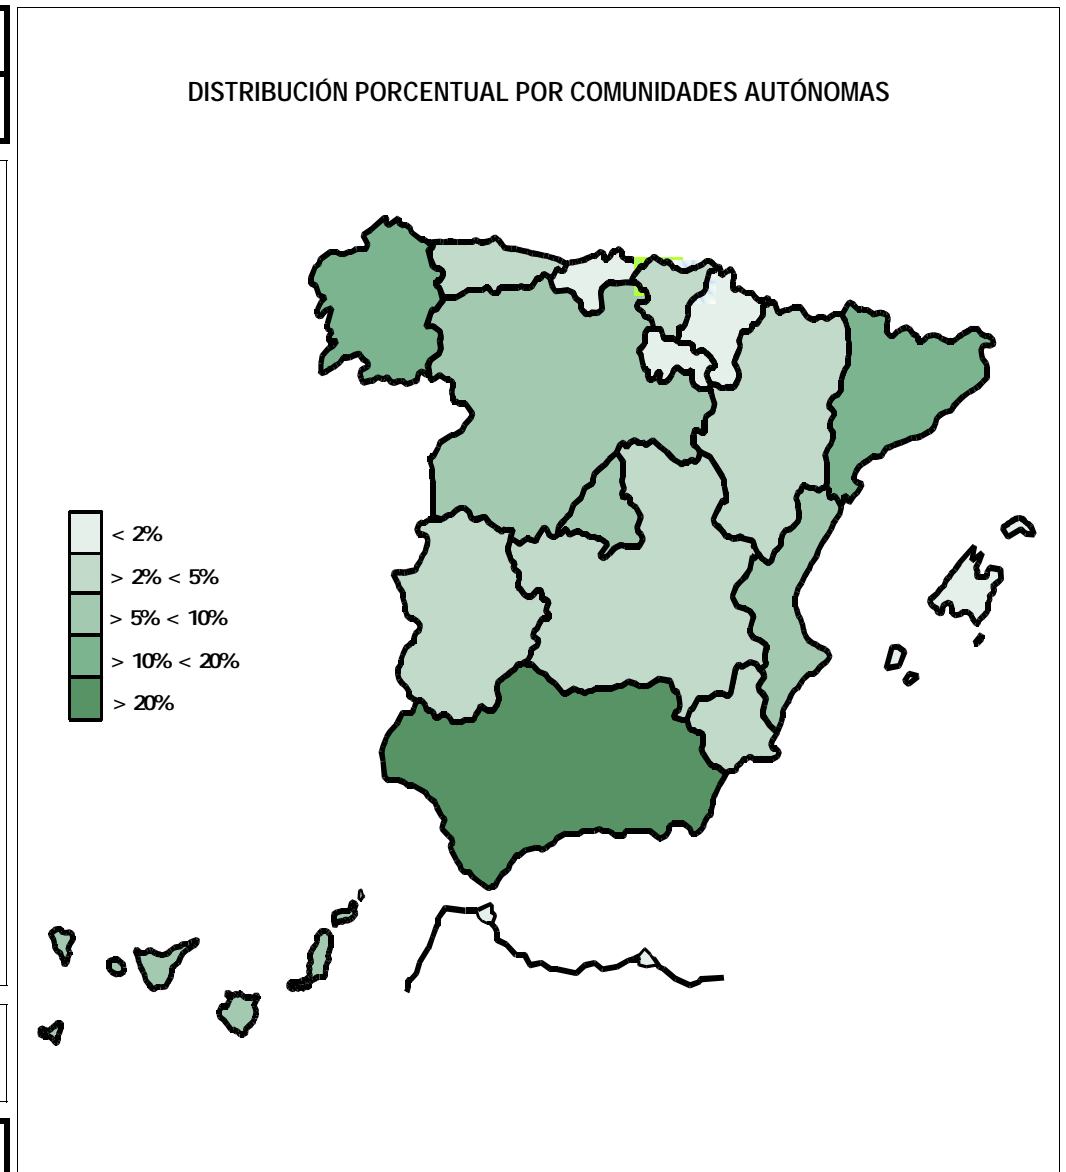 DISTRIBUCIÓN PORCENTUAL POR COMUNIDADES AUTÓNOMAS
< 2%
> 2% < 5%
> 5% < 10%
> 10% < 20%
> 20%